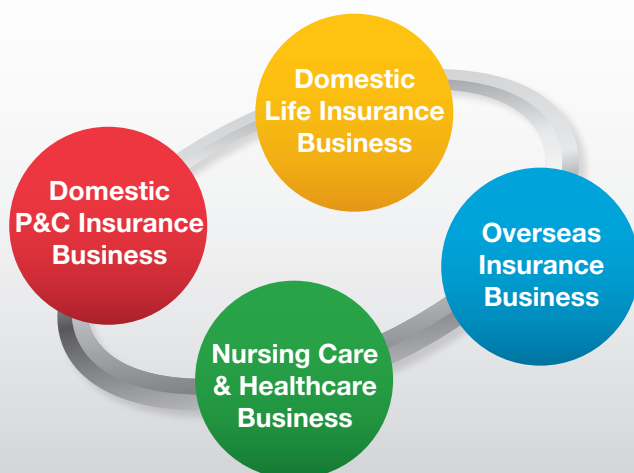 Domestic
Life Insurance
Business
Domestic
P&C Insurance
Business
Overseas
Insurance
Business
Nursing Care
& Healthcare
Business